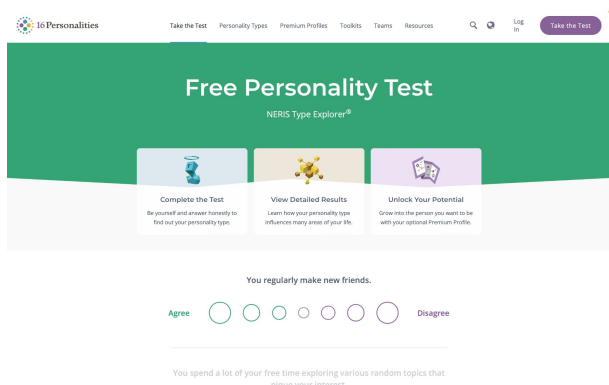 16Personalities
Take the Test Personality Types Premium Profiles Toolkits Teams Resources
Log In
Take the Test
Free Personality Test
NERIS Type Explorer®
Complete the Test
Be yourself and answer honestly to
find out your personality type.
View Detailed Results
Learn how your personality type
influences many areas of your life.
Unlock Your Potential
Grow into the person you want to be
with your optional Premium Profile.
You regularly make new friends.
Agree Disagree
You spend a lot of your free time exploring various random topics that
pique your interest